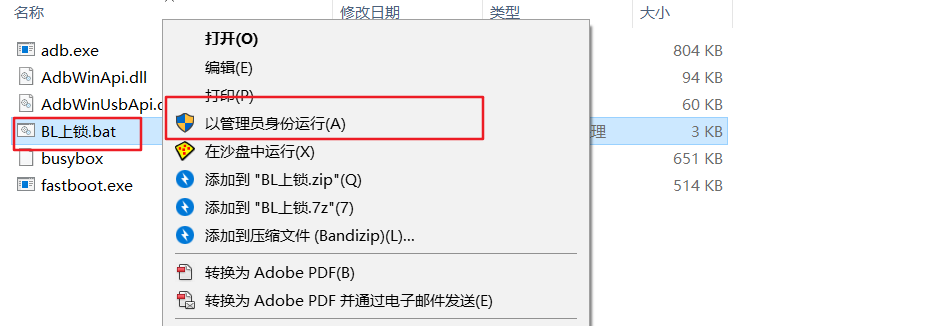 名称 修改日期 类型 大小
打开(O)
adb.exe 804 KB
编辑(E)
AdbWinApi.dll 94 KB
打印(P)
AdbWinUsbApi. 60 KB
以管理员身份运行(A)
BL上锁.bat 理 3 KB
在沙盘中运行(X)
busybox 651 KB
添加到 "BL上锁.zip"(Q)
fastboot.exe 514 KB
添加到 "BL上锁.7z"(7)
添加到压缩文件 (Bandizip)(L)...
转换为 Adobe PDF(B)
转换为 Adobe PDF 并通过电子邮件发送(E)